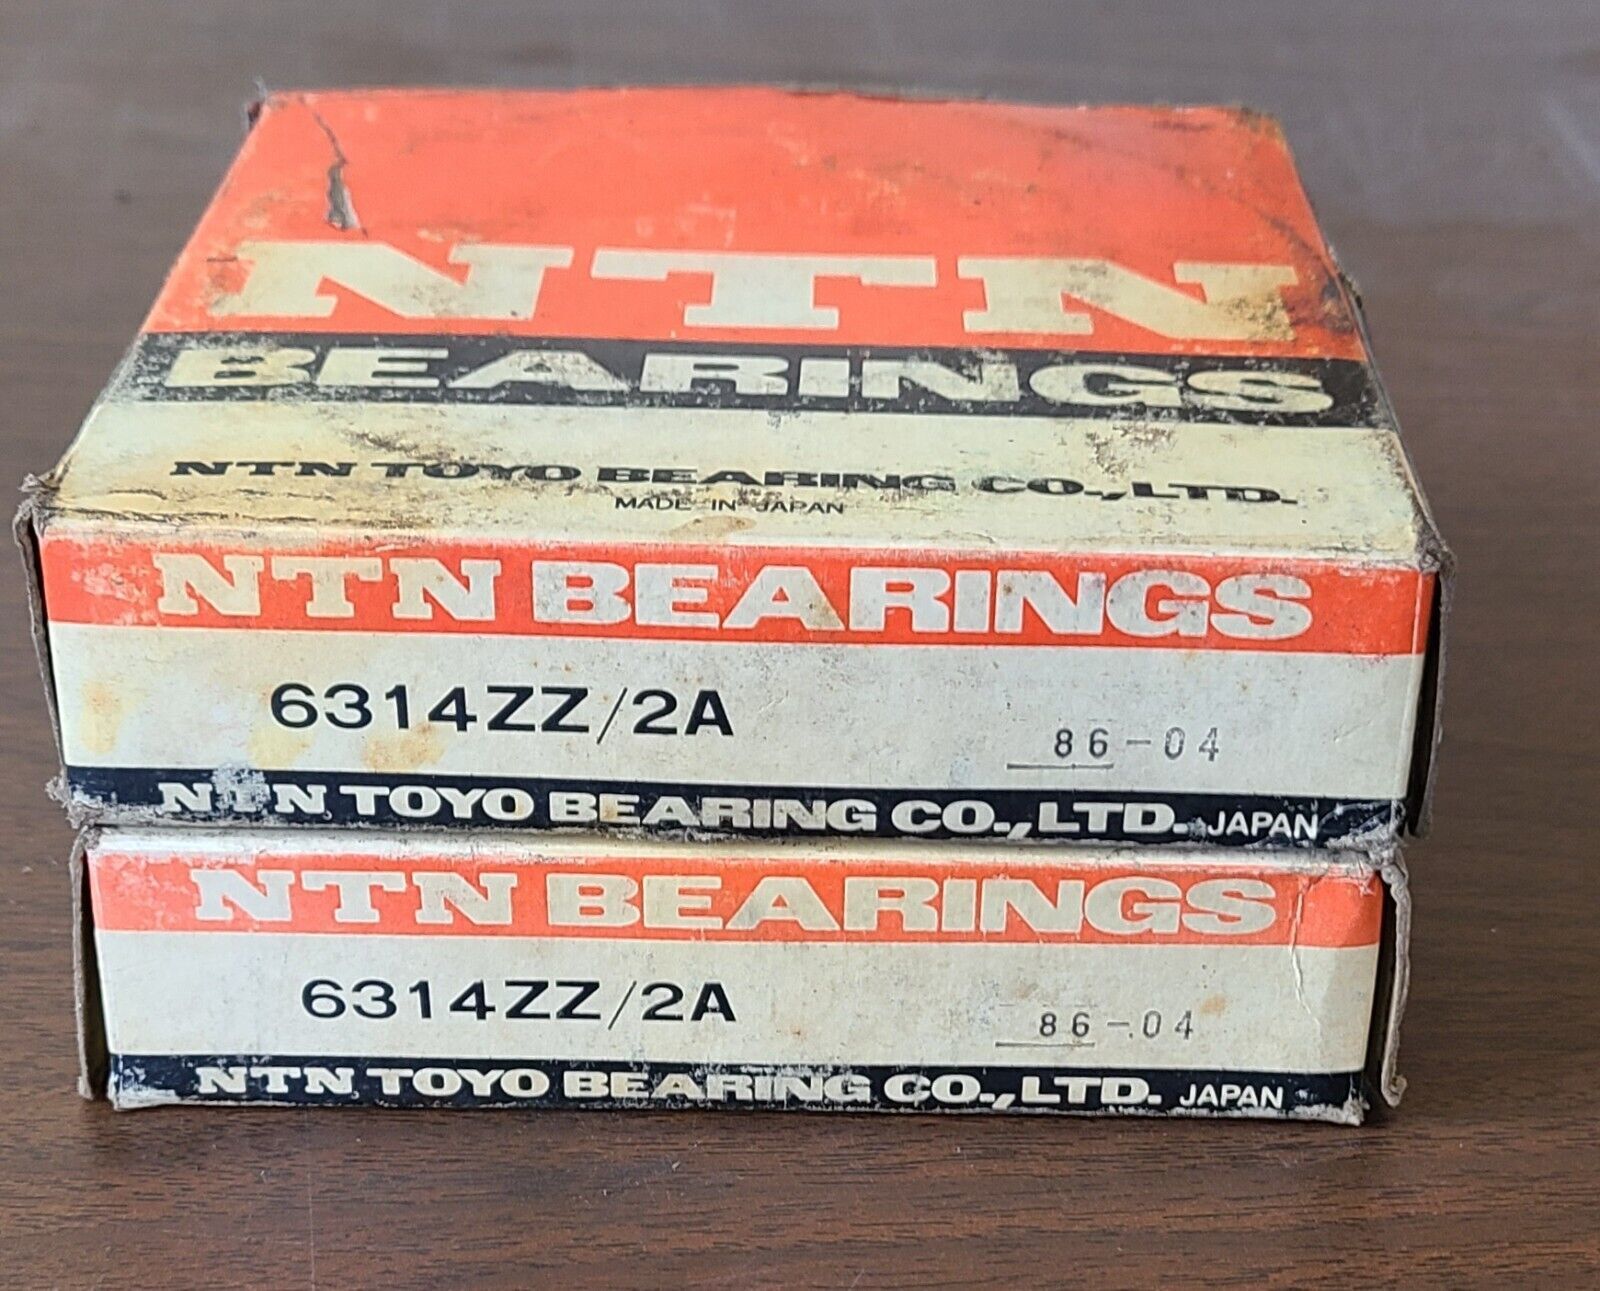 NTN
BEARINGS
NTN TOYO BEARING CO.,LTD.
MADE IN JAPAN
NTN BEARINGS
6314ZZ/2A
86-04
NTN TOYO BEARING CO.,LTD. JAPAN
NTN BEARINGS
6314ZZ/2A
86-04
NTN TOYO BEARING CO.,LTD. JAPAN